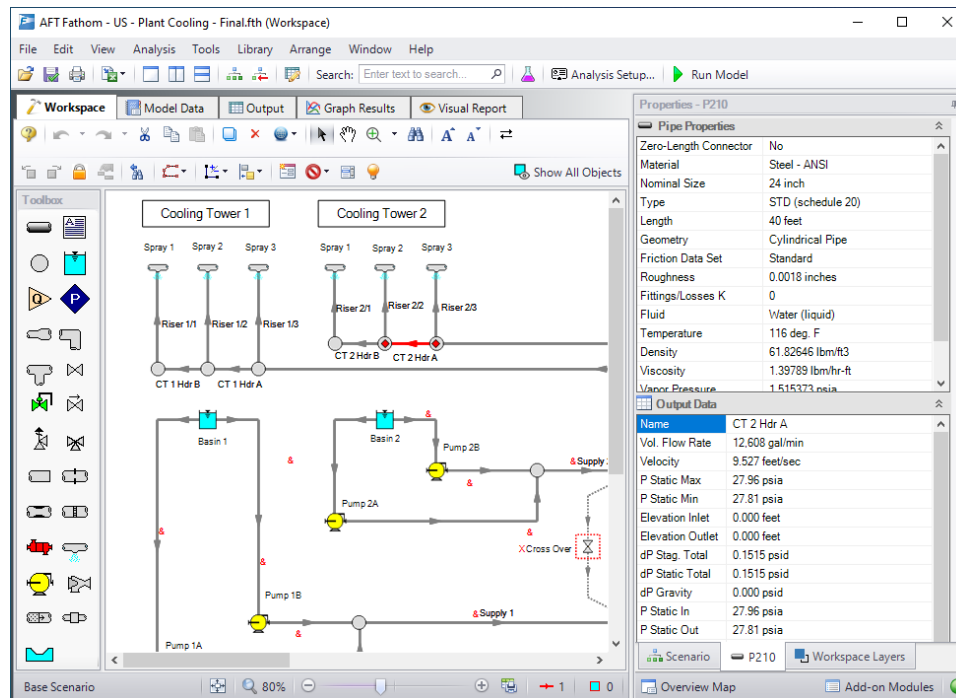 AFT Fathom - US - Plant Cooling - Final.fth (Workspace)
File Edit View Analysis Tools Library Arrange Window Help
Search: Enter text to search... Analysis Setup... Run Model
Workspace Model Data Output Graph Results Visual Report
Show All Objects
Toolbox
Cooling Tower 1 Cooling Tower 2
Spray 1 Spray 2 Spray 3 Spray 1 Spray 2 Spray 3
Riser 1/1 Riser 1/2 Riser 1/3 Riser 2/1 Riser 2/2 Riser 2/3
CT 2 Hdr B CT 2 Hdr A
CT 1 Hdr B CT 1 Hdr A
&
Basin 1 Basin 2
Pump 2B
& & Supply 2
&
Pump 2A
& &
X Cross Over
&
Pump 1B
& Supply 1
&
Pump 1A
Properties - P210
Pipe Properties
Zero-Length Connector No
Material Steel - ANSI
Nominal Size 24 inch
Type STD (schedule 20)
Length 40 feet
Geometry Cylindrical Pipe
Friction Data Set Standard
Roughness 0.0018 inches
Fittings/Losses K 0
Fluid Water (liquid)
Temperature 116 deg. F
Density 61.82646 lbm/ft3
Viscosity 1.39789 lbm/hr-ft
Vapor Pressure 1.515373 psia
Output Data
Name CT 2 Hdr A
Vol. Flow Rate 12,608 gal/min
Velocity 9.527 feet/sec
P Static Max 27.96 psia
P Static Min 27.81 psia
Elevation Inlet 0.000 feet
Elevation Outlet 0.000 feet
dP Stag. Total 0.1515 psid
dP Static Total 0.1515 psid
dP Gravity 0.000 psid
P Static In 27.96 psia
P Static Out 27.81 psia
Scenario P210 Workspace Layers
Base Scenario 80% 1 0 Overview Map Add-on Modules